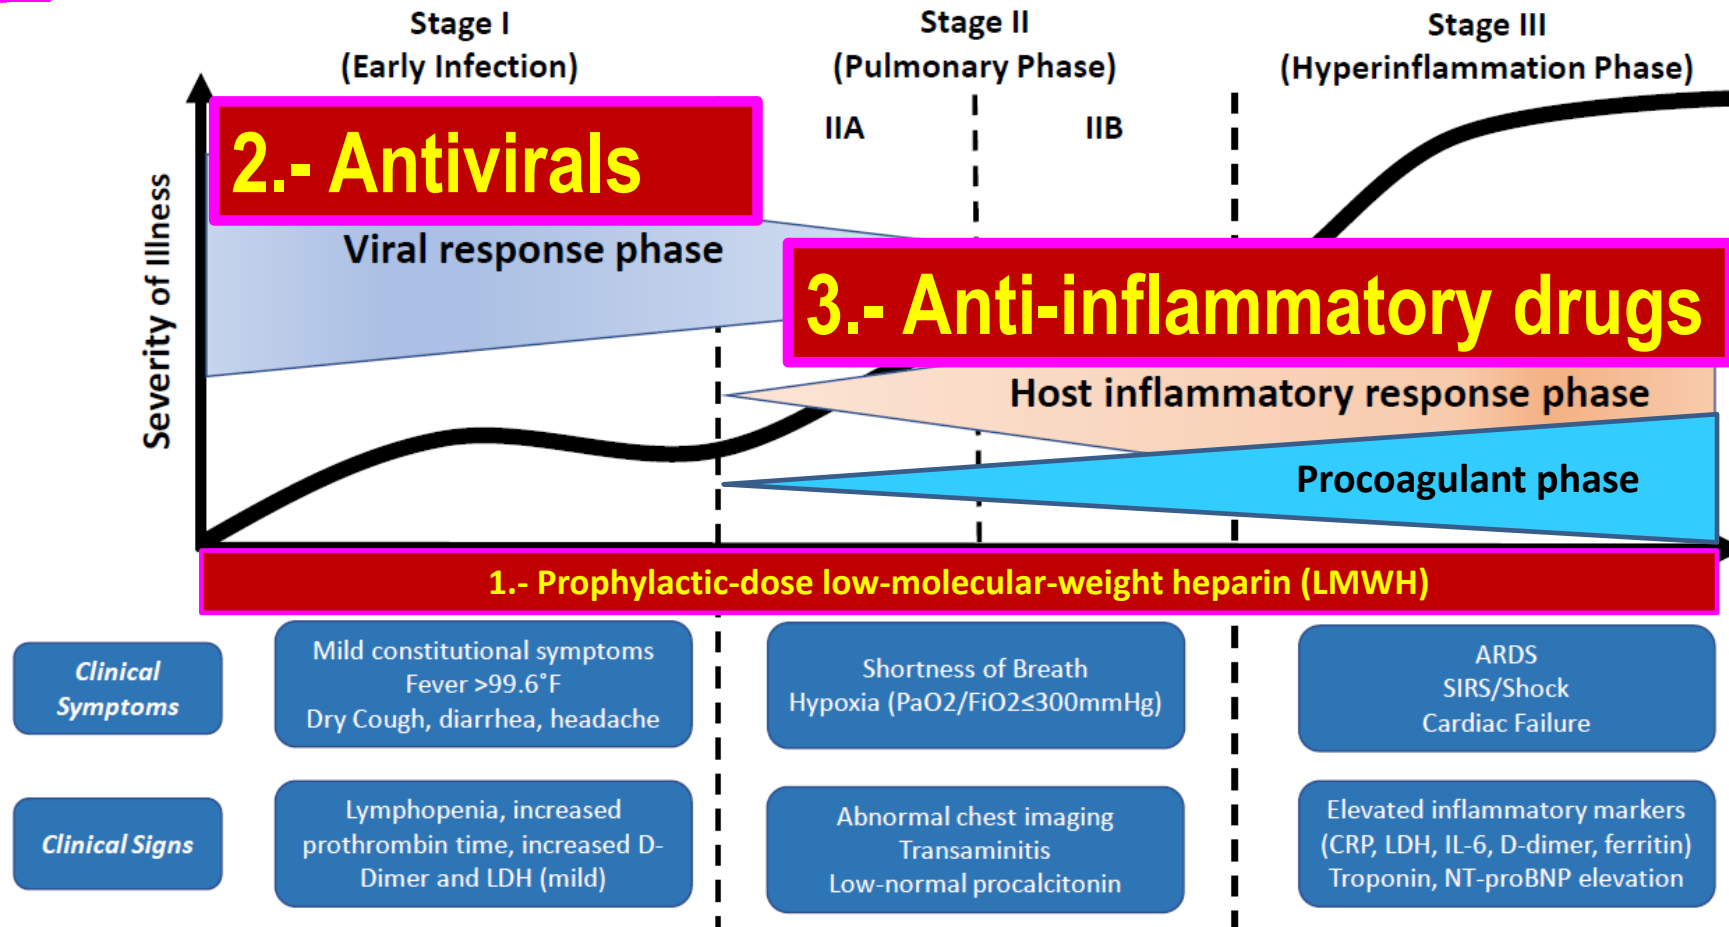 Stage I
(Early Infection)
Stage II
(Pulmonary Phase)
Stage III
(Hyperinflammation Phase)
IIA
IIB
Severity of Illness
2.- Antivirals
Viral response phase
3.- Anti-inflammatory drugs
Host inflammatory response phase
Procoagulant phase
1.- Prophylactic-dose low-molecular-weight heparin (LMWH)
Clinical
Symptoms
Mild constitutional symptoms
Fever >99.6°F
Dry Cough, diarrhea, headache
Shortness of Breath
Hypoxia (PaO2/FiO2≤300mmHg)
ARDS
SIRS/Shock
Cardiac Failure
Clinical Signs
Lymphopenia, increased
prothrombin time, increased D-
Dimer and LDH (mild)
Abnormal chest imaging
Transaminitis
Low-normal procalcitonin
Elevated inflammatory markers
(CRP, LDH, IL-6, D-dimer, ferritin)
Troponin, NT-proBNP elevation